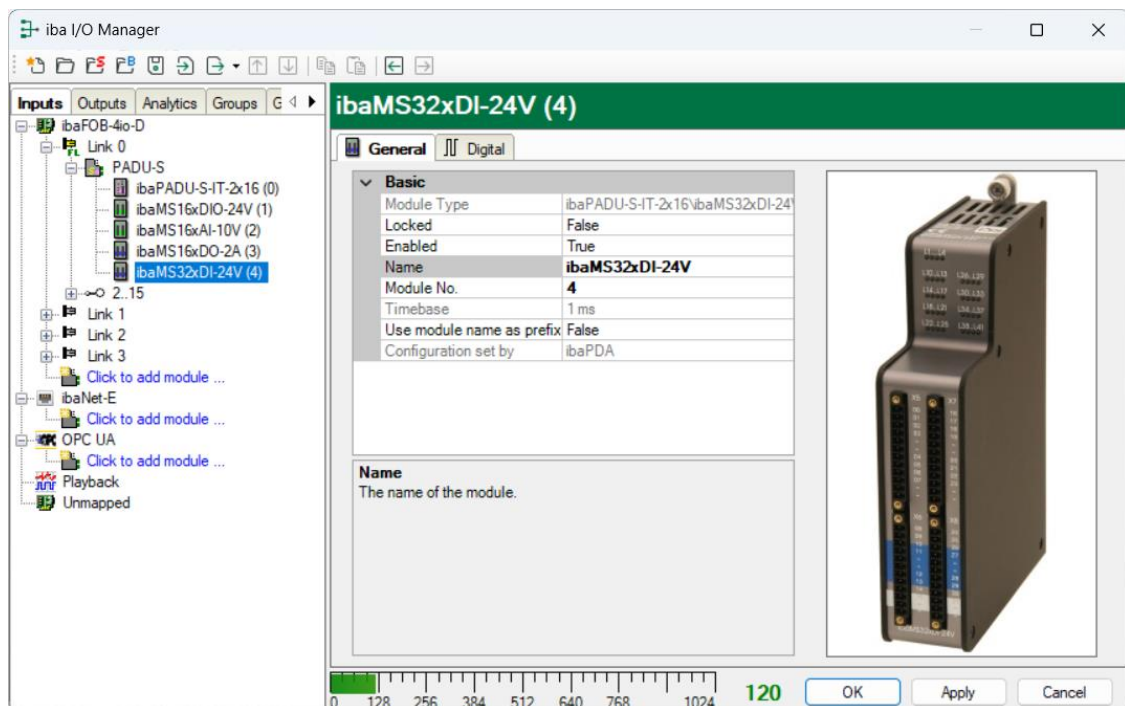 iba I/O Manager
Inputs Outputs Analytics Groups G
ibaFOB-4io-D
Link 0
PADU-S
ibaPADU-S-IT-2x16 (0)
ibaMS16xDIO-24V (1)
ibaMS16xAI-10V (2)
ibaMS16xDO-2A (3)
ibaMS32xDI-24V (4)
2..15
Link 1
Link 2
Link 3
Click to add module ...
ibaNet-E
Click to add module ...
OPC UA
Click to add module ...
Playback
Unmapped
ibaMS32xDI-24V (4)
General Digital
Basic
Module Type ibaPADU-S-IT-2x16\ibaMS32xDI-24V
Locked False
Enabled True
Name ibaMS32xDI-24V
Module No. 4
Timebase 1 ms
Use module name as prefix False
Configuration set by ibaPDA
Name
The name of the module.
X5 X7
ibaMS32xDI-24V
0 128 256 384 512 640 768 1024
120 OK Apply Cancel